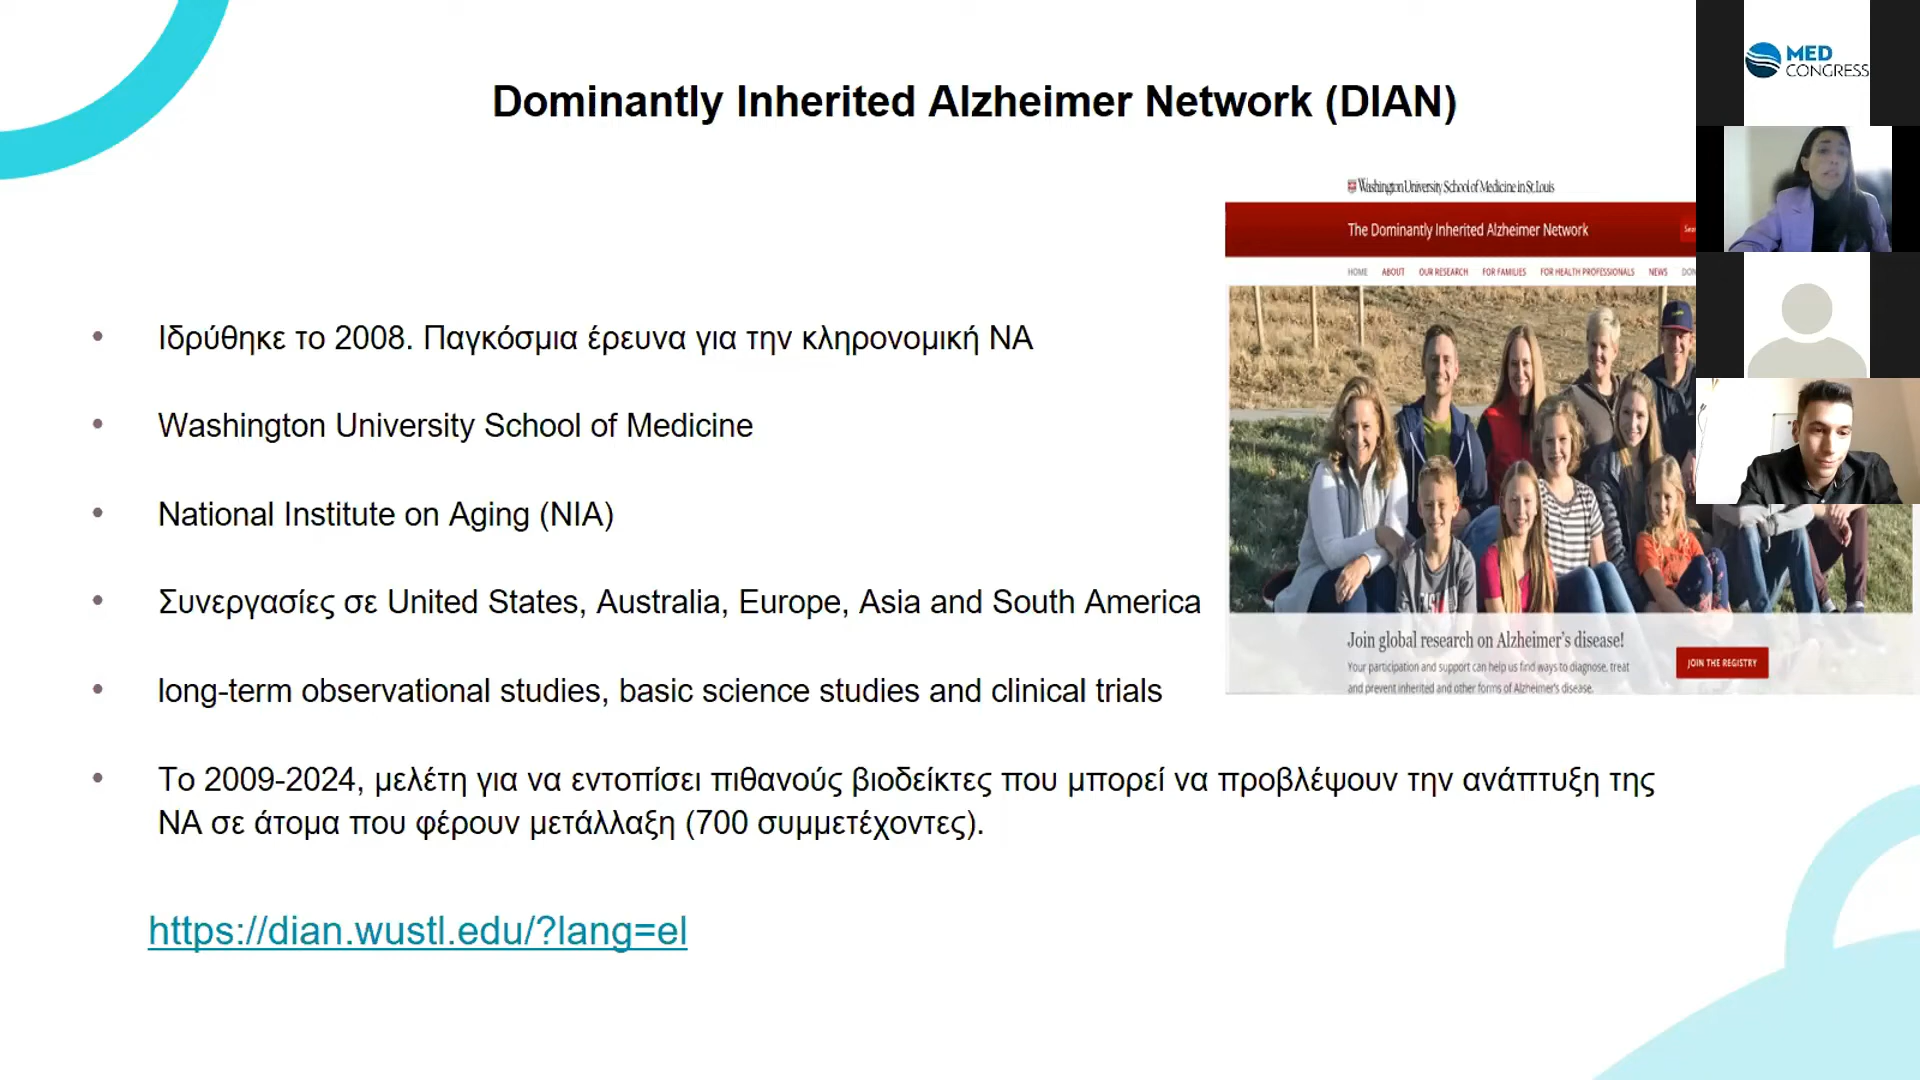 Dominantly Inherited Alzheimer Network (DIAN)
MED
CONGRESS
Washington University School of Medicine in St. Louis
The Dominantly Inherited Alzheimer Network
HOME ABOUT OUR RESEARCH FOR FAMILIES FOR HEALTH PROFESSIONALS NEWS
• Ιδρύθηκε το 2008. Παγκόσμια έρευνα για την κληρονομική ΝΑ
• Washington University School of Medicine
• National Institute on Aging (NIA)
• Συνεργασίες σε United States, Australia, Europe, Asia and South America
Join global research on Alzheimer's disease!
Your participation and support can help us find ways to diagnose, treat
and prevent inherited and other forms of Alzheimer's disease.
JOIN THE REGISTRY
• long-term observational studies, basic science studies and clinical trials
• Το 2009-2024, μελέτη για να εντοπίσει πιθανούς βιοδείκτες που μπορεί να προβλέψουν την ανάπτυξη της
ΝΑ σε άτομα που φέρουν μετάλλαξη (700 συμμετέχοντες).
https://dian.wustl.edu/?lang=el